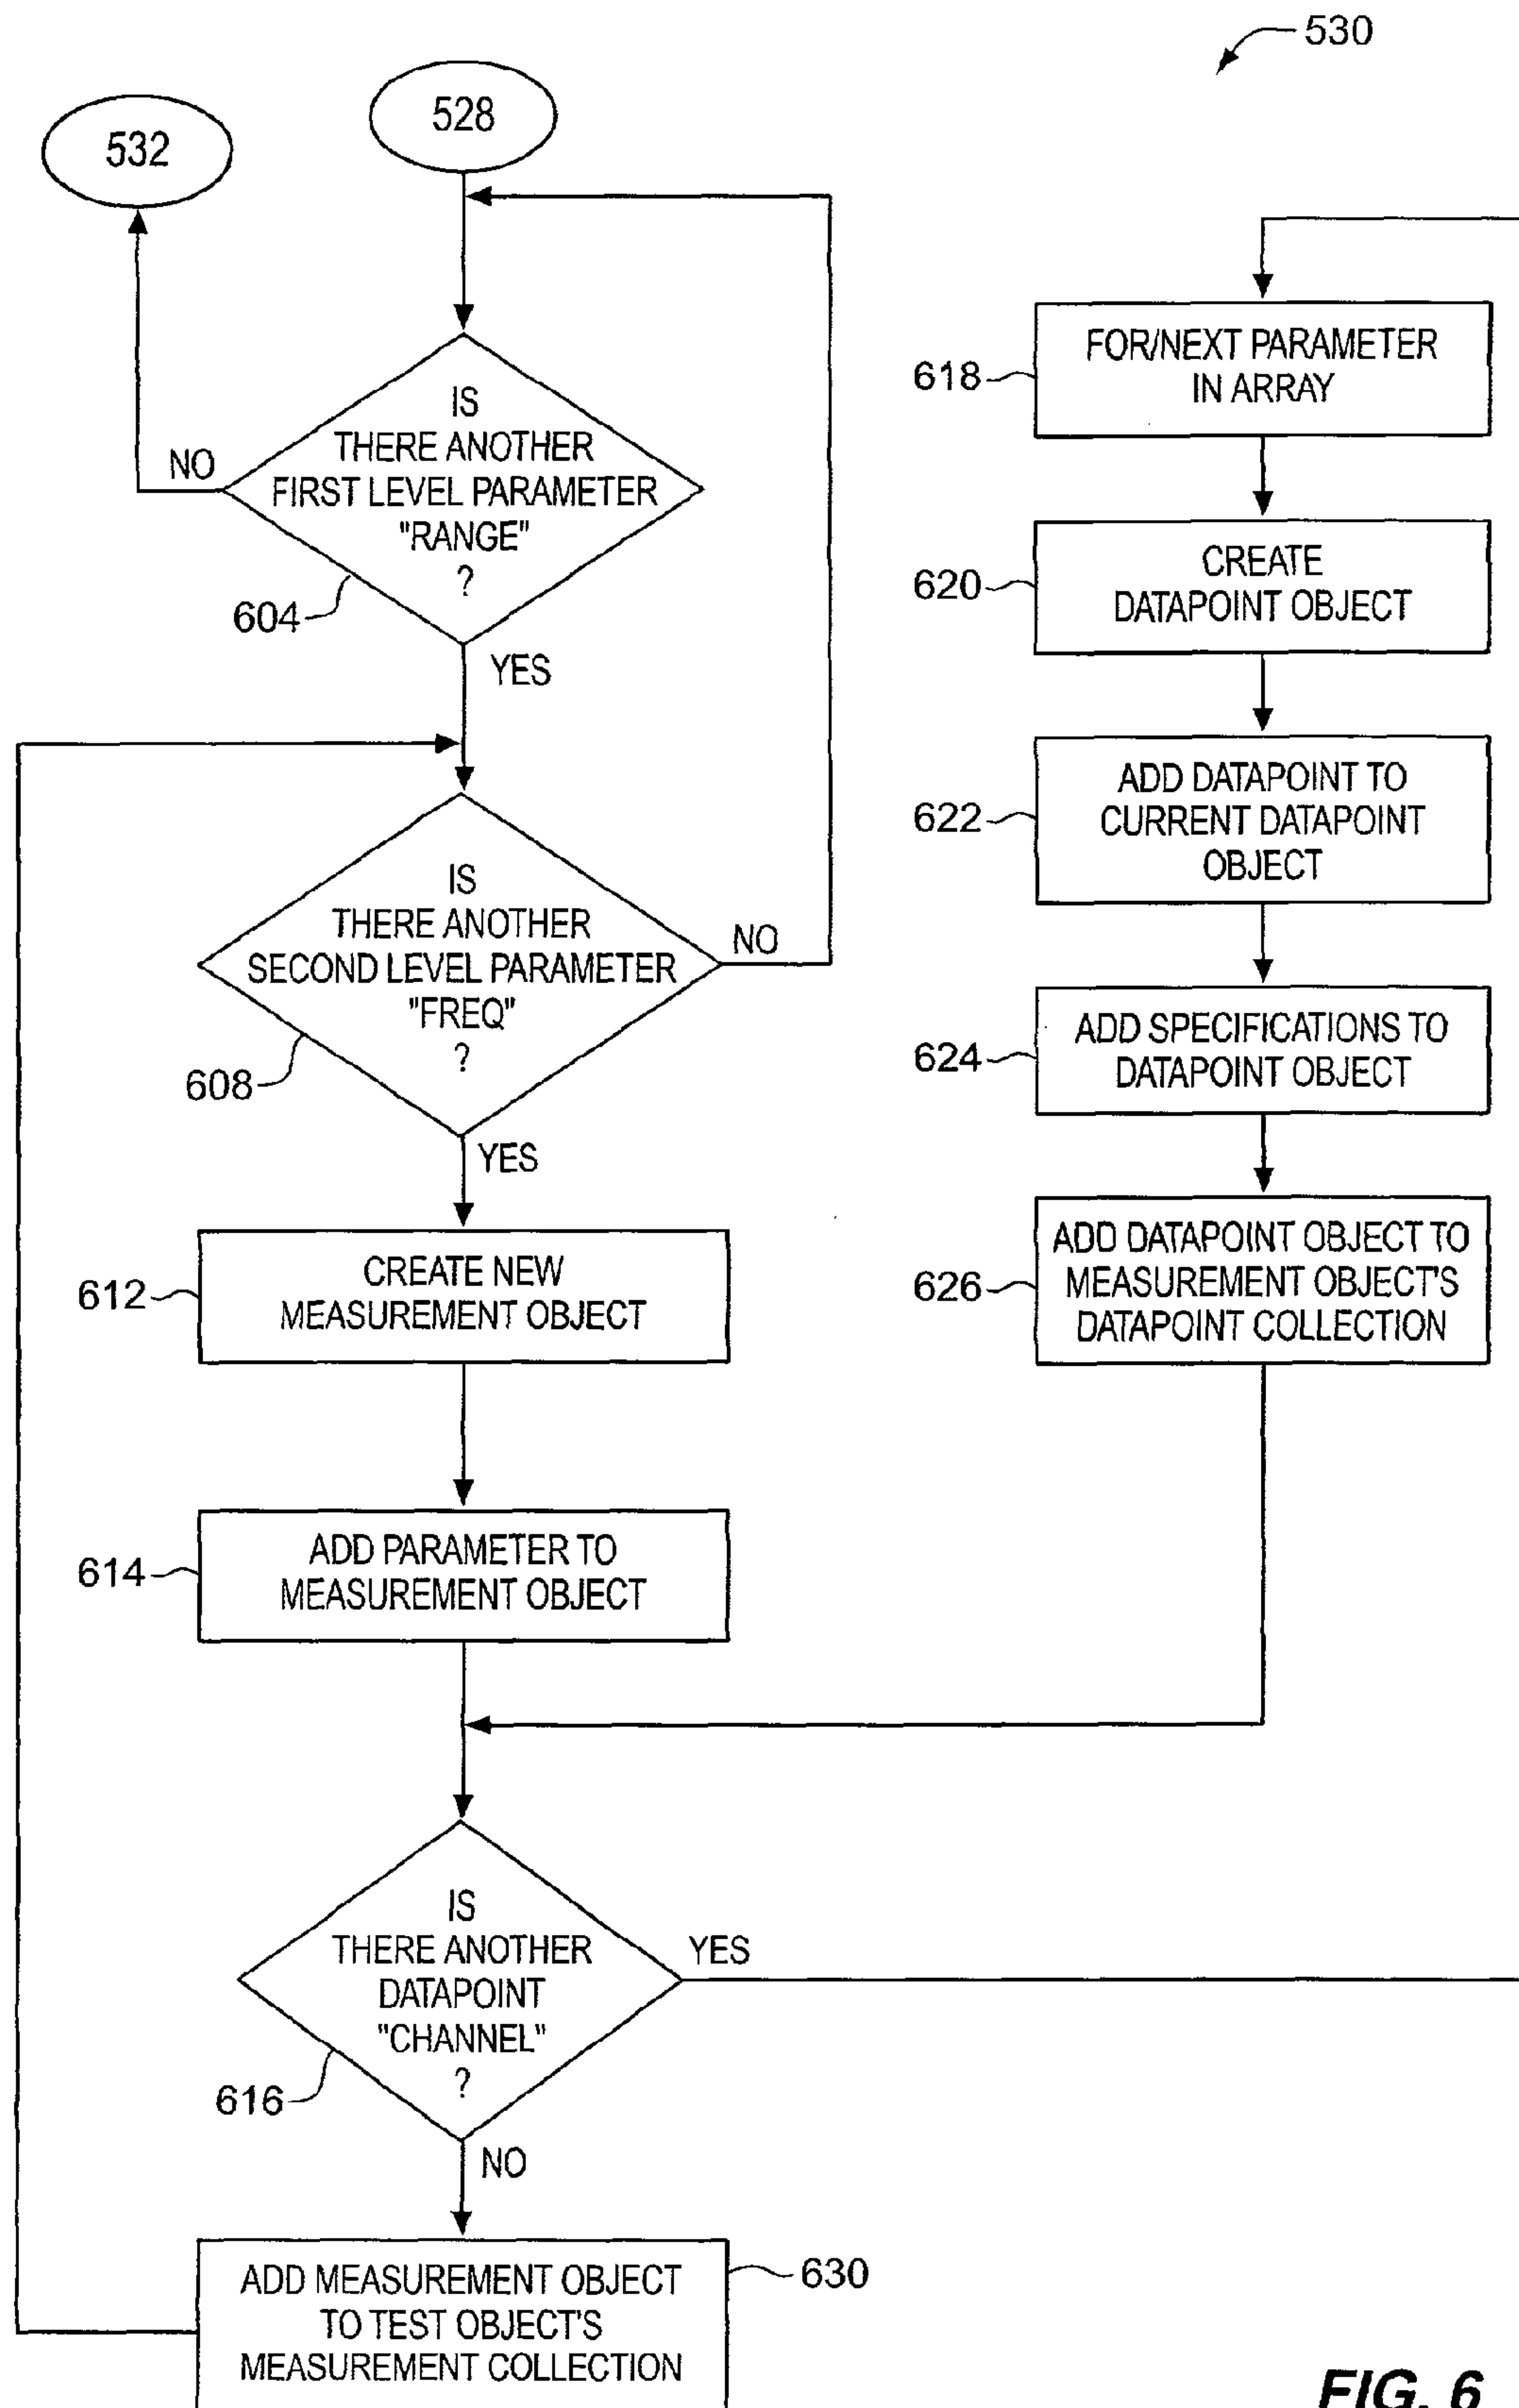 530
532
528
IS
THERE ANOTHER
FIRST LEVEL PARAMETER
"RANGE"
?
NO
604
YES
IS
THERE ANOTHER
SECOND LEVEL PARAMETER
"FREQ"
?
NO
608
YES
CREATE NEW
MEASUREMENT OBJECT
612
ADD PARAMETER TO
MEASUREMENT OBJECT
614
IS
THERE ANOTHER
DATAPOINT
"CHANNEL"
?
YES
616
NO
ADD MEASUREMENT OBJECT
TO TEST OBJECT'S
MEASUREMENT COLLECTION
630
FOR/NEXT PARAMETER
IN ARRAY
618
CREATE
DATAPOINT OBJECT
620
ADD DATAPOINT TO
CURRENT DATAPOINT
OBJECT
622
ADD SPECIFICATIONS TO
DATAPOINT OBJECT
624
ADD DATAPOINT OBJECT TO
MEASUREMENT OBJECT'S
DATAPOINT COLLECTION
626
FIG. 6